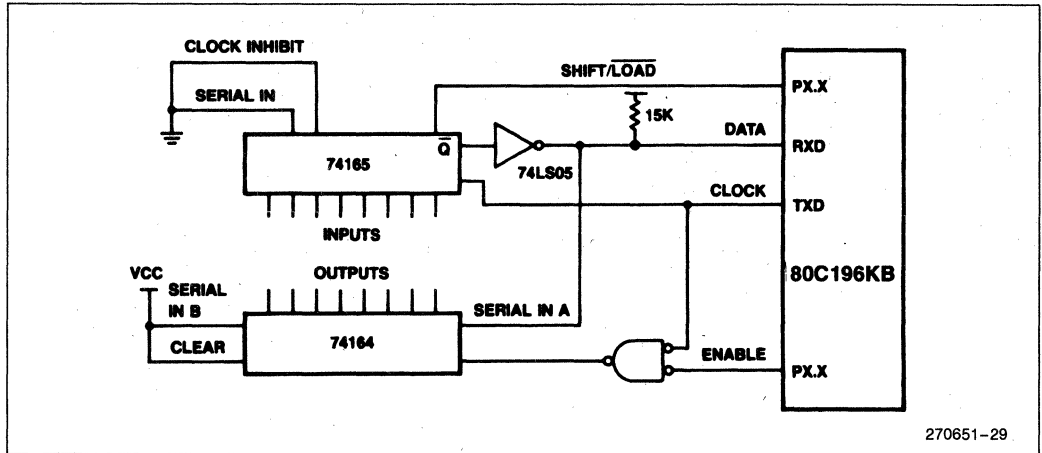 CLOCK INHIBIT
SHIFT/LOAD
PX.X
SERIAL IN
15K
DATA
Q
RXD
74165
74LS05
CLOCK
TXD
INPUTS
80C196KB
VCC
OUTPUTS
SERIAL
IN B
SERIAL IN A
CLEAR
74164
ENABLE
PX.X
270651-29